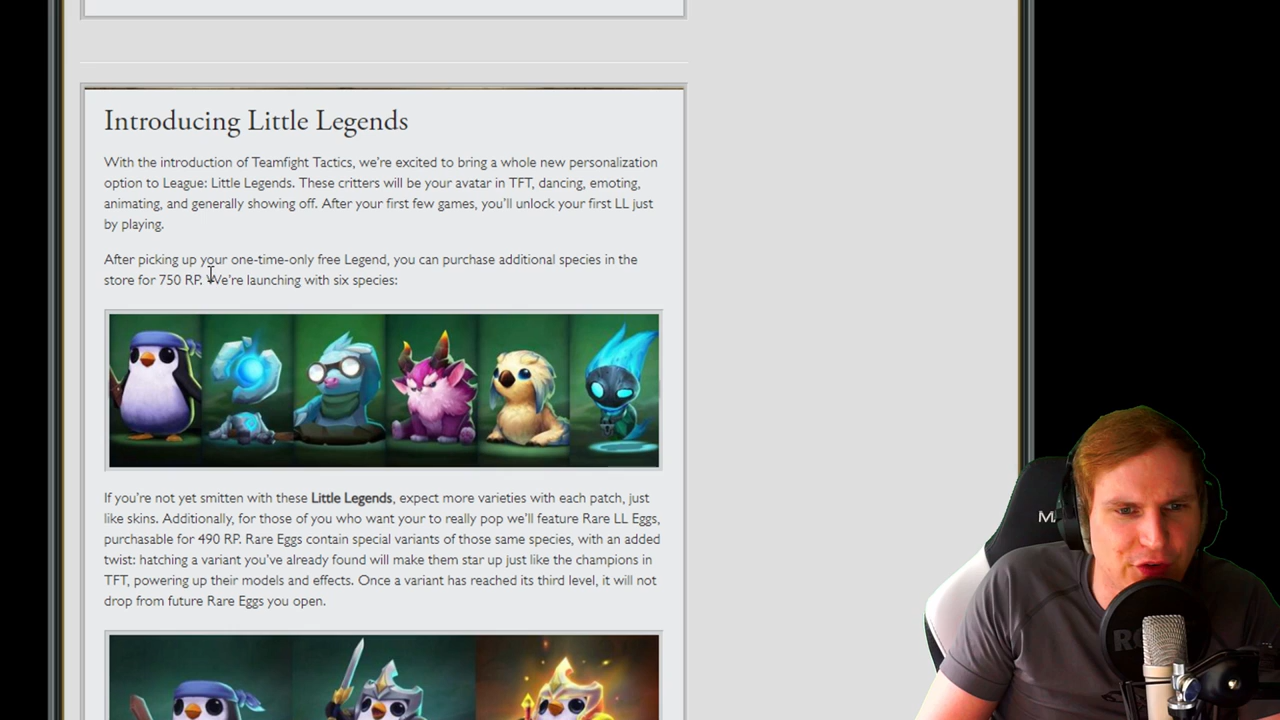 Introducing Little Legends
With the introduction of Teamfight Tactics, we're excited to bring a whole new personalization
option to League: Little Legends. These critters will be your avatar in TFT, dancing, emoting,
animating, and generally showing off. After your first few games, you'll unlock your first LL just
by playing.
After picking up your one-time-only free Legend, you can purchase additional species in the
store for 750 RP. We're launching with six species:
If you're not yet smitten with these Little Legends, expect more varieties with each patch, just
like skins. Additionally, for those of you who want your to really pop we'll feature Rare LL Eggs,
purchasable for 490 RP. Rare Eggs contain special variants of those same species, with an added
twist: hatching a variant you've already found will make them star up just like the champions in
TFT, powering up their models and effects. Once a variant has reached its third level, it will not
drop from future Rare Eggs you open.